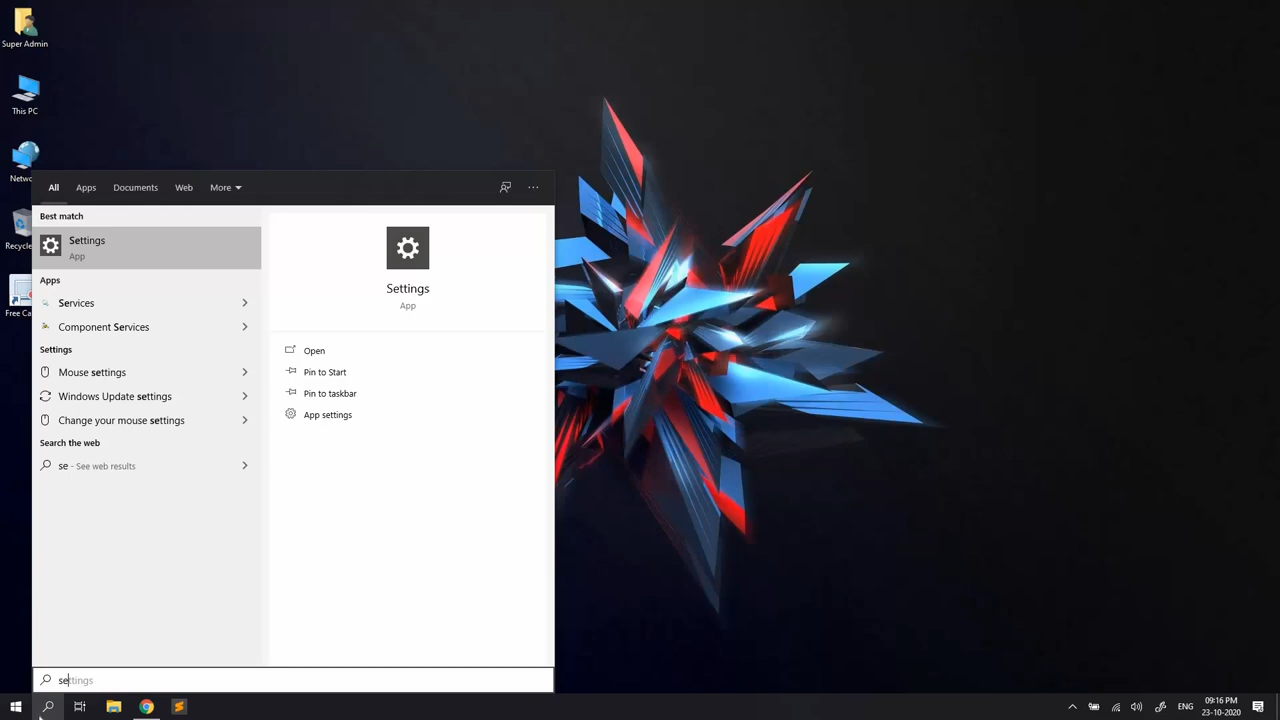 Super Admin
This PC
Netwo
Recycle
Free Ca
All
Apps
Documents
Web
More
Best match
Settings
App
Apps
Services
Component Services
Settings
Mouse settings
Windows Update settings
Change your mouse settings
Search the web
se - See web results
Settings
App
Open
Pin to Start
Pin to taskbar
App settings
settings
ENG
09:16 PM
23-10-2020